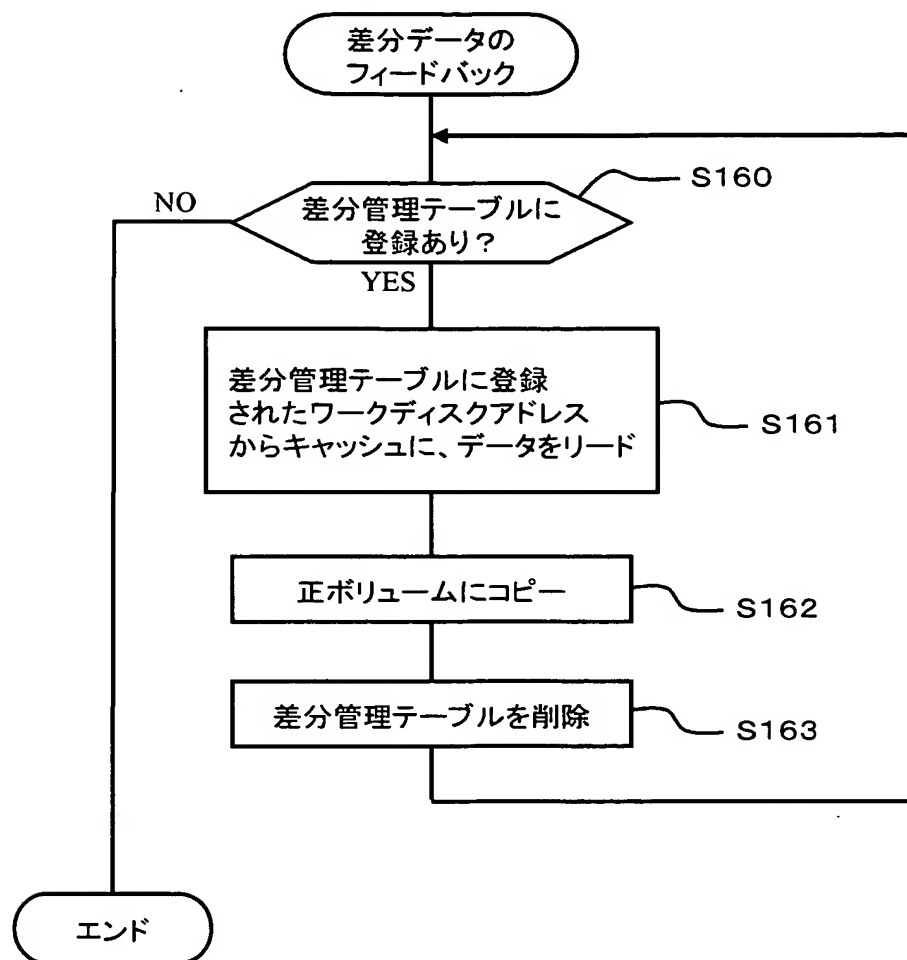 差分データの
フィードバック
S160
NO
差分管理テーブルに
登録あり？
YES
差分管理テーブルに登録
されたワークディスクアドレス
からキャッシュに、データをリード
S161
正ボリュームにコピー
S162
差分管理テーブルを削除
S163
エンド